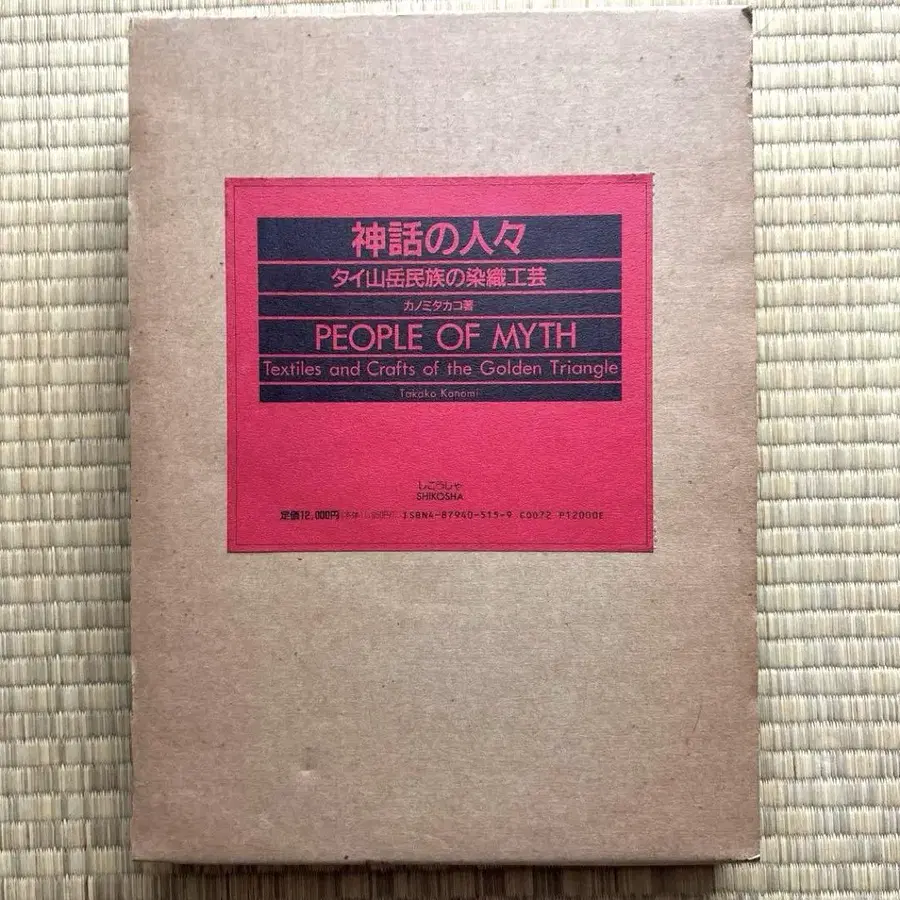 神話の人々
タイ山岳民族の染織工芸
カノミタカコ著
PEOPLE OF MYTH
Textiles and Crafts of the Golden Triangle
Takako Kanomi
しこうしゃ
SHIKOSHA
定価12,000円 ISBN4-87940-515-9 C0072 P12000E